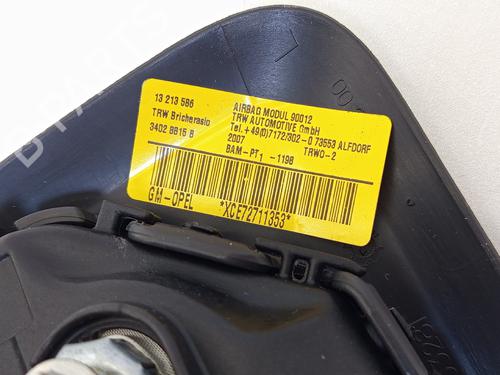 13 213 586
TRW Bricherasio
3402 BB15 B
AIRBAG MODUL 90012
TRW AUTOMOTIVE GmbH
Tel.+49(0)7172/302-0 73553 ALFDORF
2007 TRWO-2
BAM-PT1 -1198
GM-OPEL *XCE72711353*